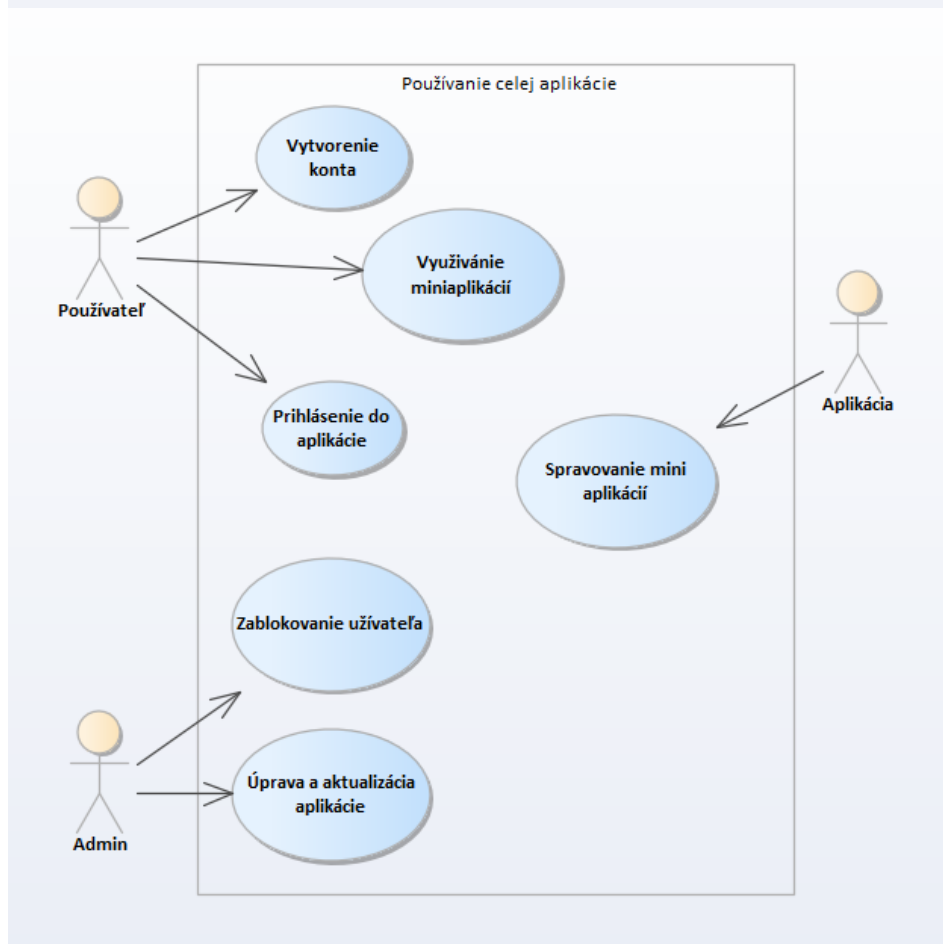 Používanie celej aplikácie
Vytvorenie
konta
Využivánie
miniaplikácií
Používateľ
Aplikácia
Prihlásenie do
aplikácie
Spravovanie mini
aplikácií
Zablokovanie užívateľa
Úprava a aktualizácia
aplikácie
Admin